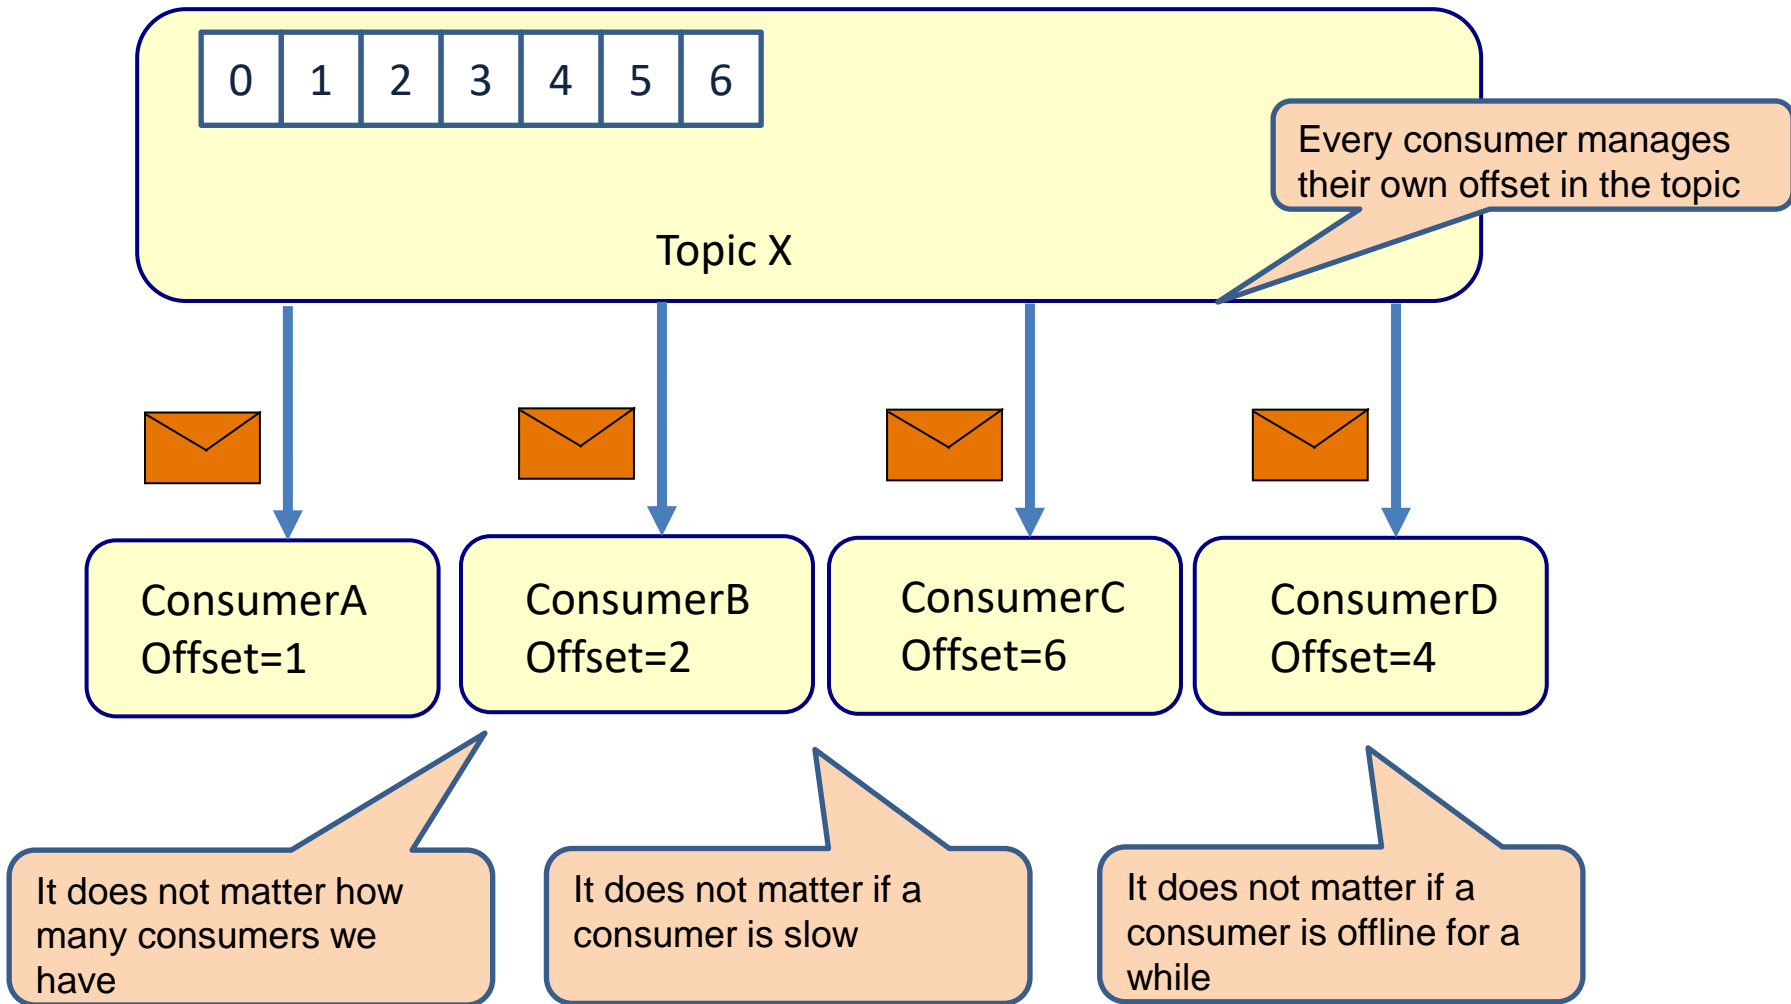 0 1 2 3 4 5 6
Every consumer manages
their own offset in the topic
Topic X
ConsumerA
Offset=1
ConsumerB
Offset=2
ConsumerC
Offset=6
ConsumerD
Offset=4
It does not matter how
many consumers we
have
It does not matter if a
consumer is slow
It does not matter if a
consumer is offline for a
while